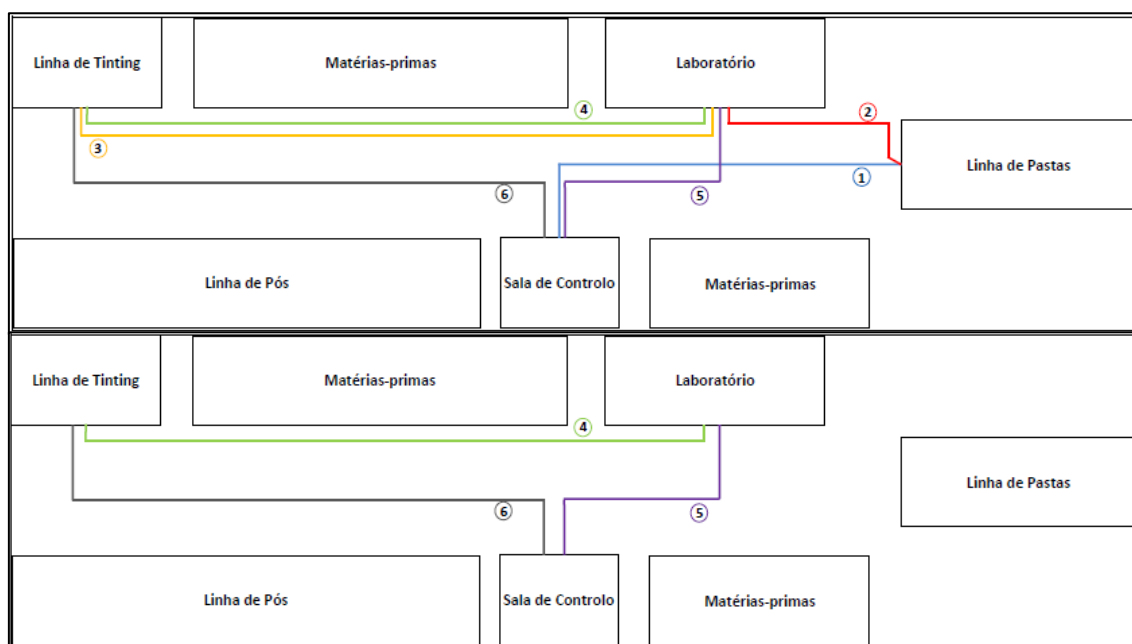 Linha de Tinting
Matérias-primas
Laboratório
4
2
3
Linha de Pastas
1
6
5
Linha de Pós
Sala de Controlo
Matérias-primas
Linha de Tinting
Matérias-primas
Laboratório
4
Linha de Pastas
6
5
Linha de Pós
Sala de Controlo
Matérias-primas